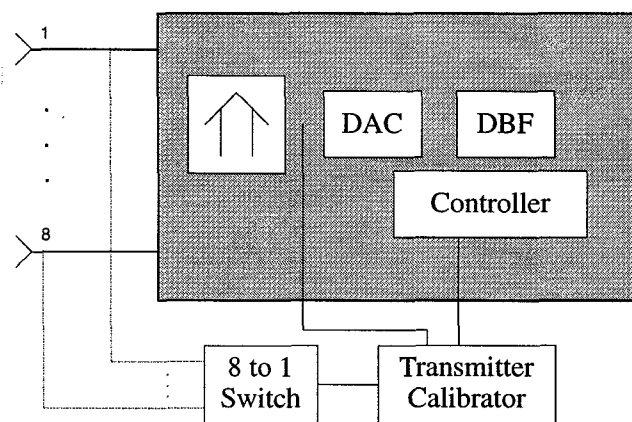 1
DAC
DBF
Controller
8
8 to 1
Switch
Transmitter
Calibrator